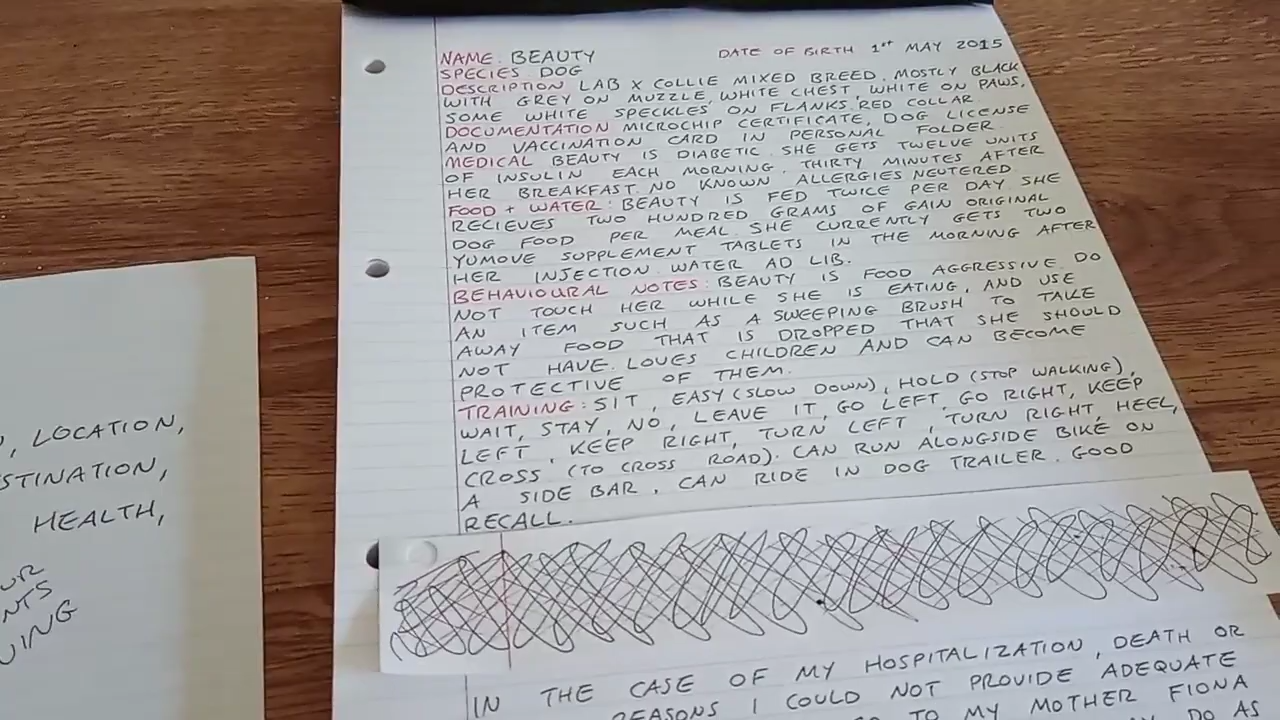 NAME. BEAUTY DATE OF BIRTH 1st MAY 2015
SPECIES. DOG
DESCRIPTION LAB X COLLIE MIXED BREED. MOSTLY BLACK
WITH GREY ON MUZZLE, WHITE CHEST, WHITE ON PAWS,
SOME WHITE SPECKLES ON FLANKS. RED COLLAR
DOCUMENTATION MICROCHIP CERTIFICATE, DOG LICENSE
AND VACCINATION CARD IN PERSONAL FOLDER
MEDICAL BEAUTY IS DIABETIC. SHE GETS TWELVE UNITS
OF INSULIN EACH MORNING. THIRTY MINUTES AFTER
HER BREAKFAST. NO KNOWN ALLERGIES NEUTERED
FOOD + WATER: BEAUTY IS FED TWICE PER DAY. SHE
RECIEVES TWO HUNDRED GRAMS OF GAIN ORIGINAL
DOG FOOD PER MEAL. SHE CURRENTLY GETS TWO
YUMOVE SUPPLEMENT TABLETS IN THE MORNING AFTER
HER INJECTION. WATER AD LIB.
BEHAVIOURAL NOTES: BEAUTY IS FOOD AGGRESSIVE DO
NOT TOUCH HER WHILE SHE IS EATING, AND USE
AN ITEM SUCH AS A SWEEPING BRUSH TO TAKE
AWAY FOOD THAT IS DROPPED THAT SHE SHOULD
NOT HAVE. LOVES CHILDREN AND CAN BECOME
PROTECTIVE OF THEM.
TRAINING: SIT, EASY (SLOW DOWN), HOLD (STOP WALKING),
WAIT, STAY, NO, LEAVE IT, GO LEFT, GO RIGHT, KEEP
LEFT, KEEP RIGHT, TURN LEFT, TURN RIGHT, HEEL,
CROSS (TO CROSS ROAD). CAN RUN ALONGSIDE BIKE ON
A SIDE BAR. CAN RIDE IN DOG TRAILER. GOOD
RECALL.
IN THE CASE OF MY HOSPITALIZATION, DEATH OR
REASONS I COULD NOT PROVIDE ADEQUATE
TO MY MOTHER FIONA
DO AS
LOCATION,
HEALTH,